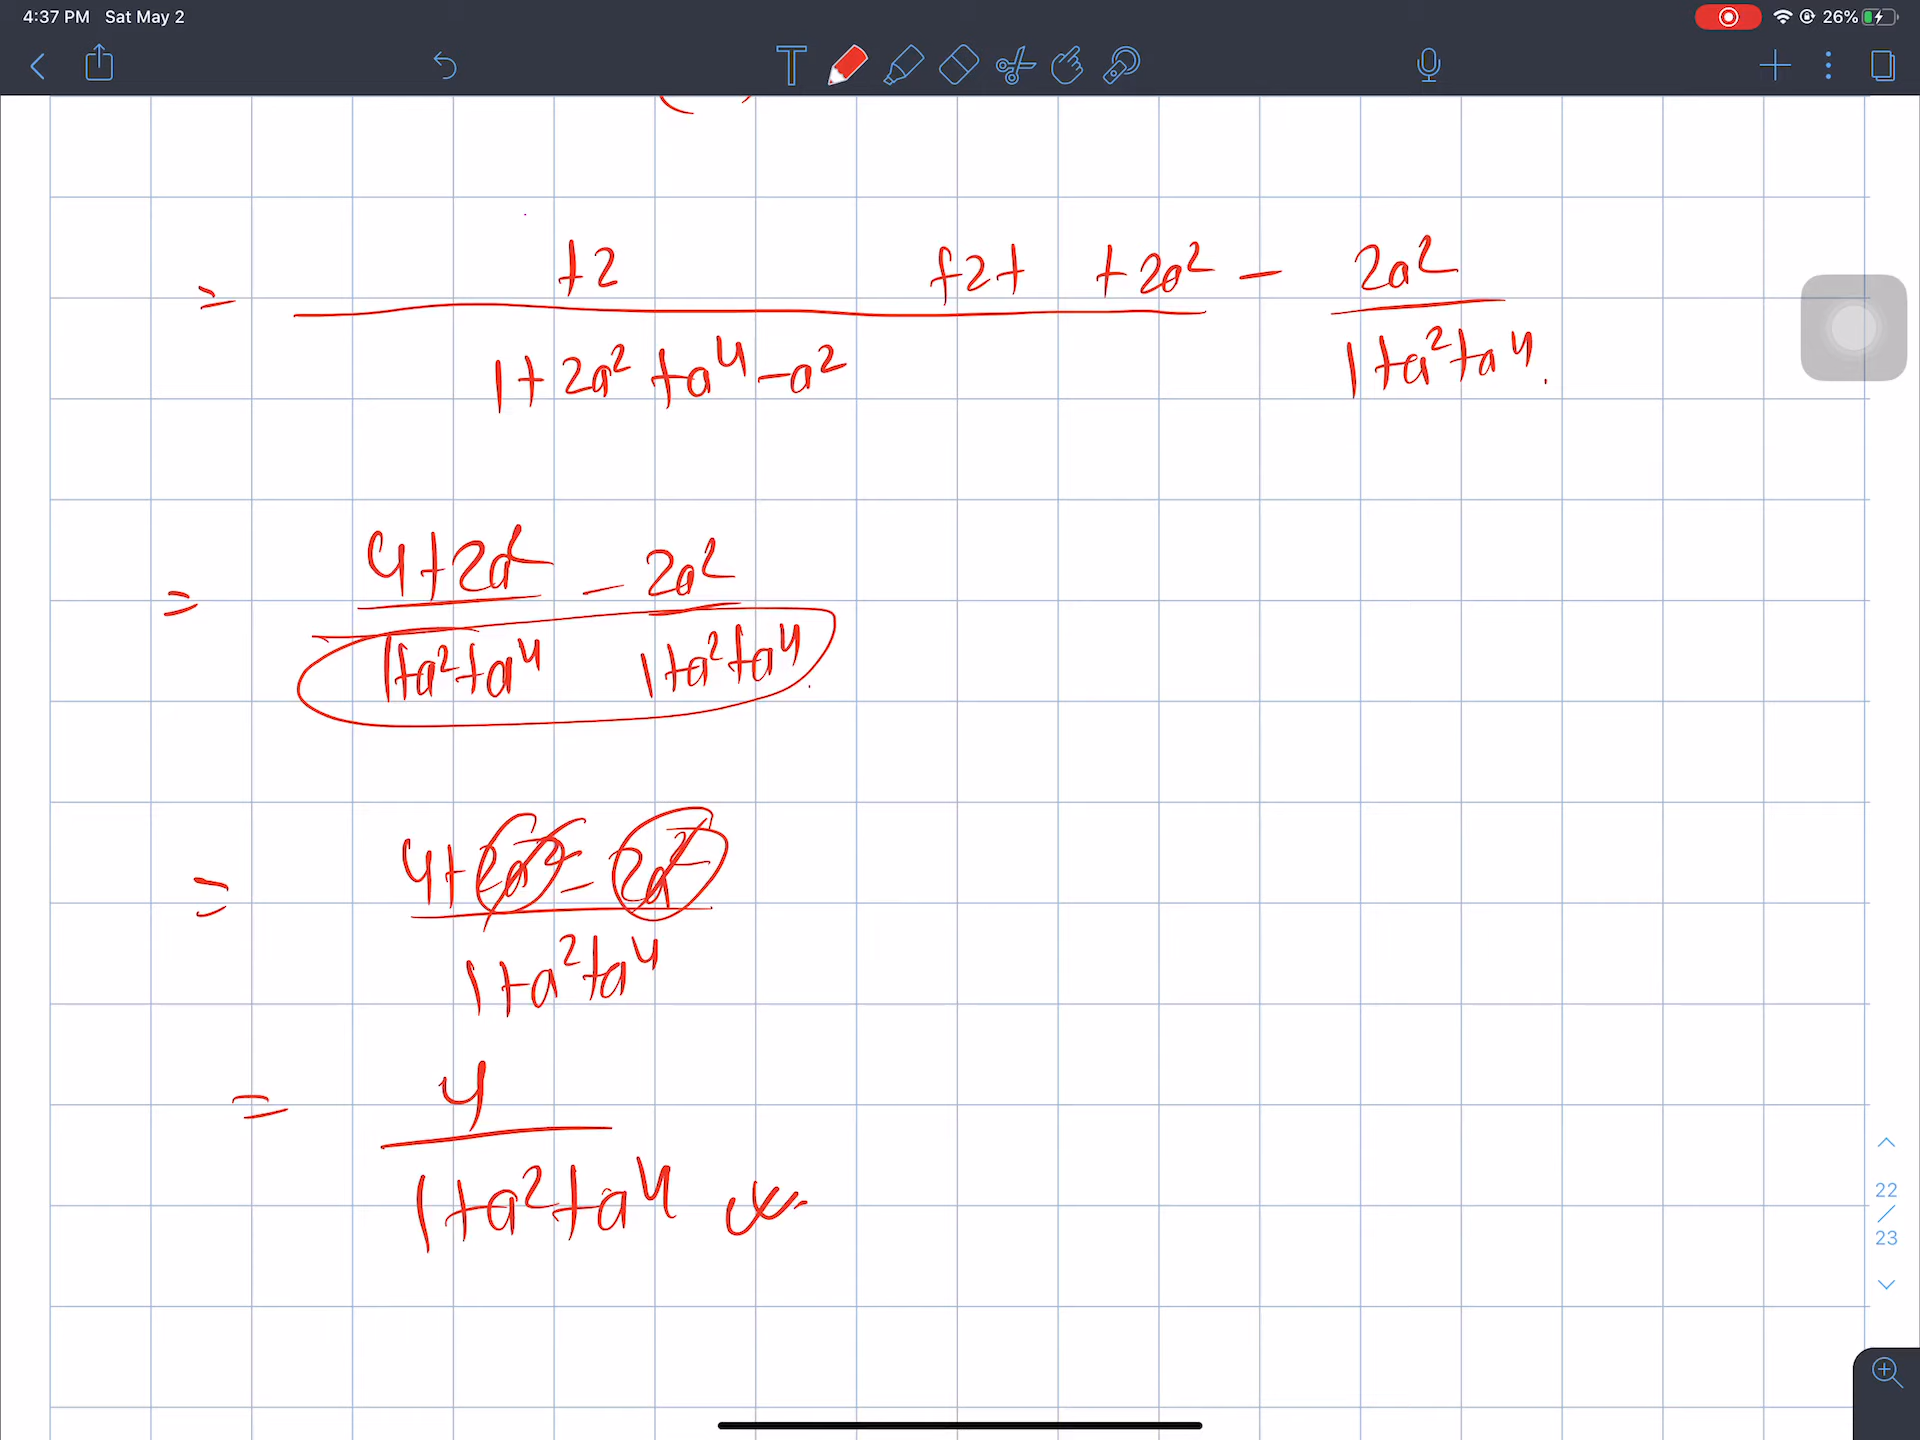 4:37 PM Sat May 2
26%
= +2 +2+ +2a² - 2a²
1+2a²+a⁴-a² 1+a²+a⁴.
= 4+2a² - 2a²
1+a²+a⁴ 1+a²+a⁴
= 4+2a² - 2a²
1+a²+a⁴
= 4
1+a²+a⁴
22
/
23